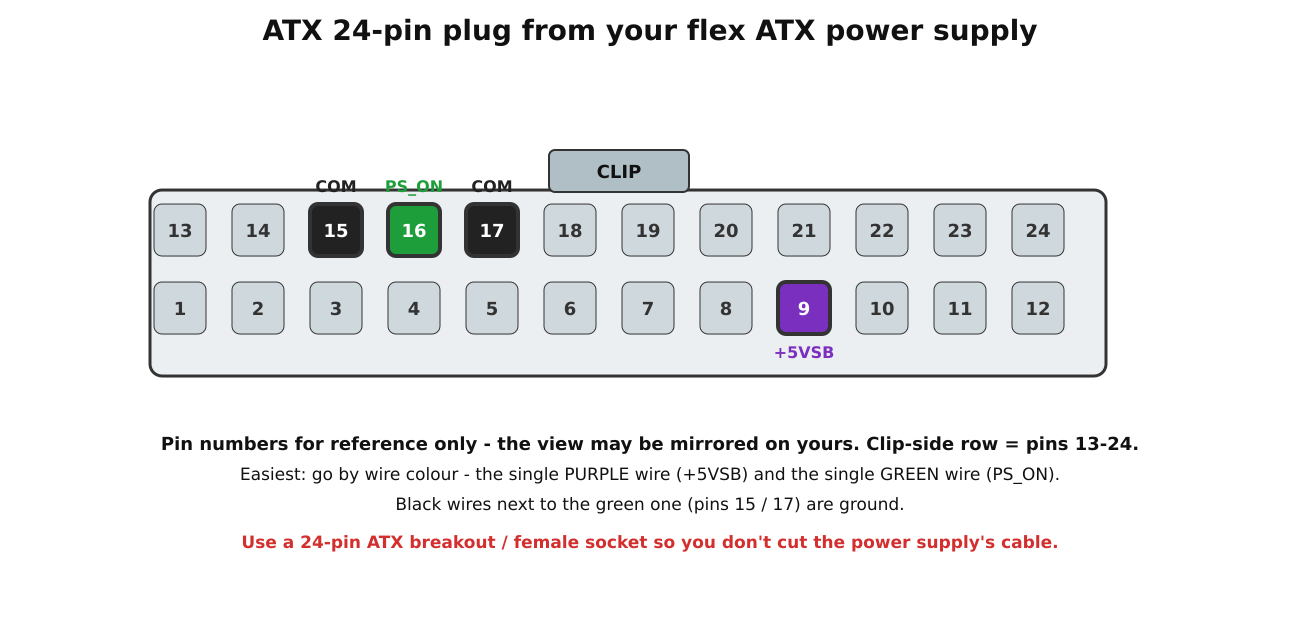 ATX 24-pin plug from your flex ATX power supply
CLIP
COM PS_ON COM
13 14 15 16 17 18 19 20 21 22 23 24
1 2 3 4 5 6 7 8 9 10 11 12
+5VSB
Pin numbers for reference only - the view may be mirrored on yours. Clip-side row = pins 13-24.
Easiest: go by wire colour - the single PURPLE wire (+5VSB) and the single GREEN wire (PS_ON).
Black wires next to the green one (pins 15 / 17) are ground.
Use a 24-pin ATX breakout / female socket so you don't cut the power supply's cable.